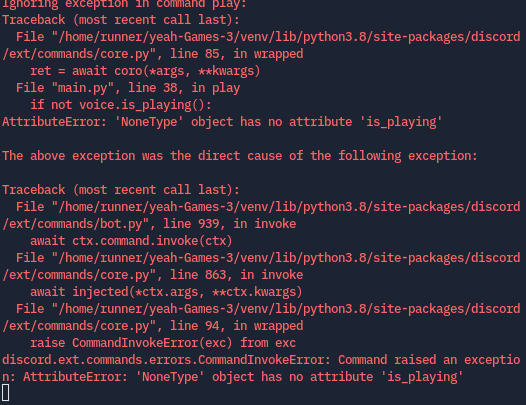 Ignoring exception in command play:
Traceback (most recent call last):
  File "/home/runner/yeah-Games-3/venv/lib/python3.8/site-packages/discord
/ext/commands/core.py", line 85, in wrapped
    ret = await coro(*args, **kwargs)
  File "main.py", line 38, in play
    if not voice.is_playing():
AttributeError: 'NoneType' object has no attribute 'is_playing'

The above exception was the direct cause of the following exception:

Traceback (most recent call last):
  File "/home/runner/yeah-Games-3/venv/lib/python3.8/site-packages/discord
/ext/commands/bot.py", line 939, in invoke
    await ctx.command.invoke(ctx)
  File "/home/runner/yeah-Games-3/venv/lib/python3.8/site-packages/discord
/ext/commands/core.py", line 863, in invoke
    await injected(*ctx.args, **ctx.kwargs)
  File "/home/runner/yeah-Games-3/venv/lib/python3.8/site-packages/discord
/ext/commands/core.py", line 94, in wrapped
    raise CommandInvokeError(exc) from exc
discord.ext.commands.errors.CommandInvokeError: Command raised an exceptio
n: AttributeError: 'NoneType' object has no attribute 'is_playing'